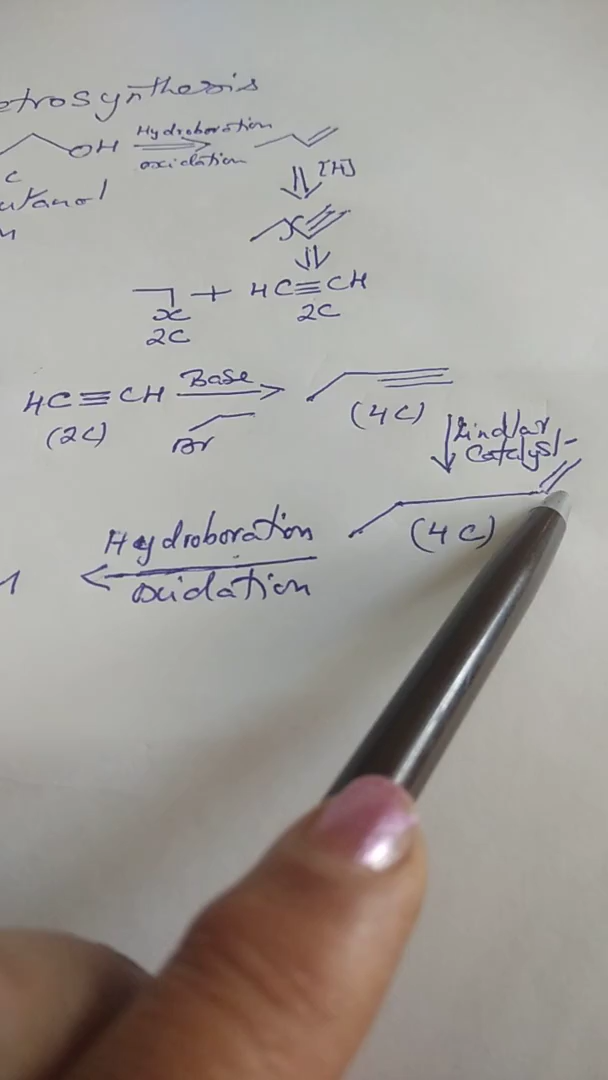 etrosynthesis
OH Hydroboration
oxidation
C
utanol
[H]
x
+ HC≡CH
x 2C
2C
HC≡CH Base
(2C) Br (4C)
Lindlar
Catalyst
Hydroboration (4C)
oxidation